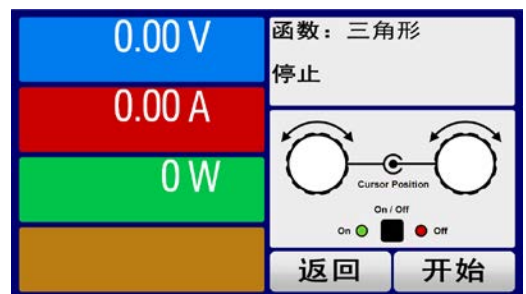 0.00 V
0.00 A
0 W
函数：三角形
停止
Cursor Position
On / Off
On
Off
返回
开始